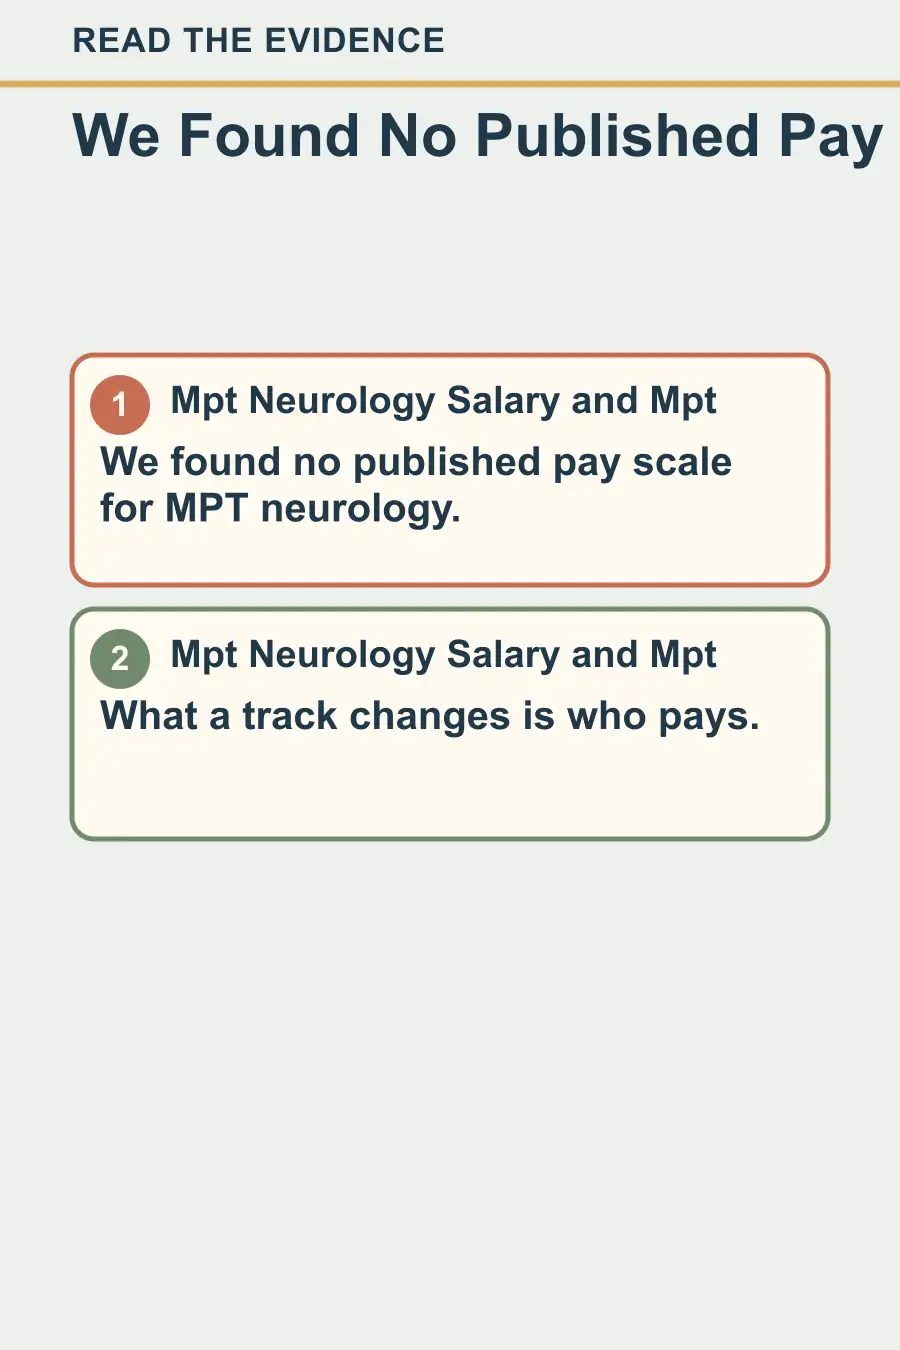 READ THE EVIDENCE
We Found No Published Pay
1 Mpt Neurology Salary and Mpt
We found no published pay scale
for MPT neurology.
2 Mpt Neurology Salary and Mpt
What a track changes is who pays.